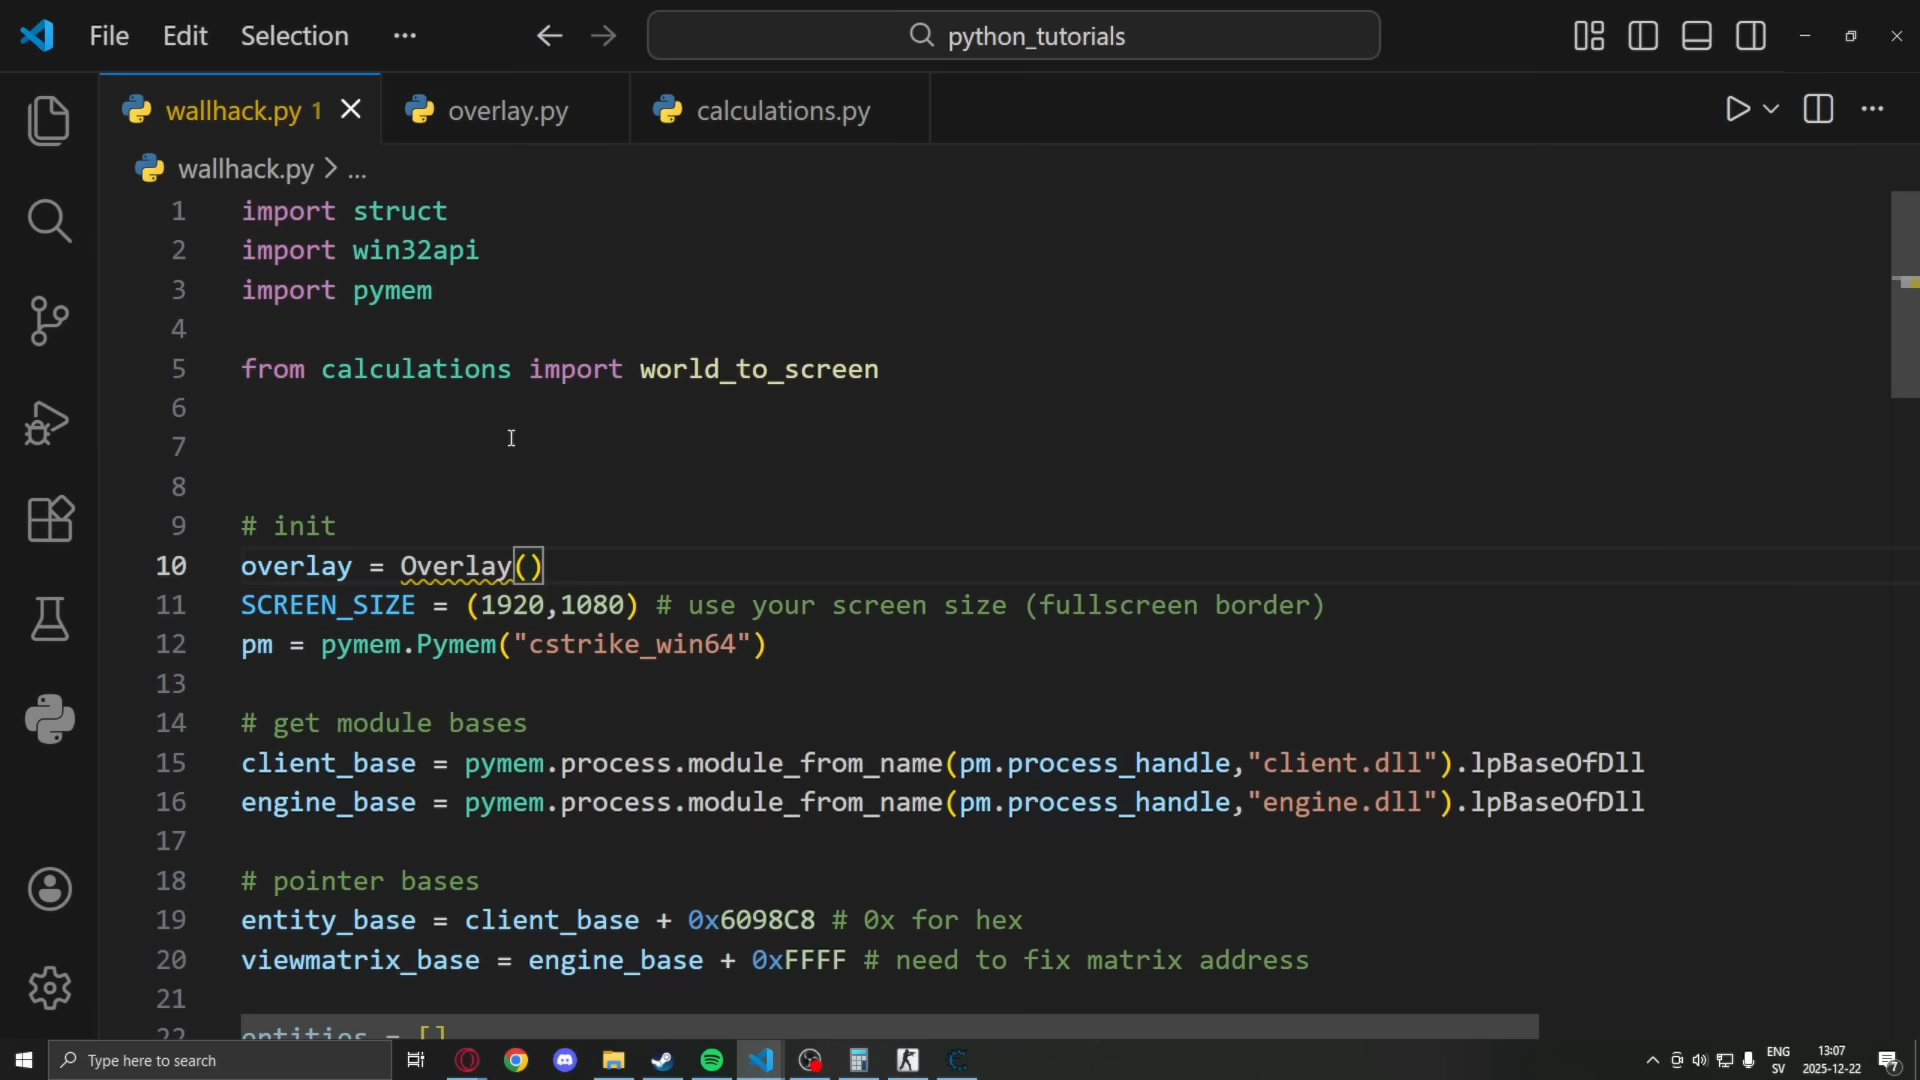 File Edit Selection ...
python_tutorials
wallhack.py 1
overlay.py
calculations.py
wallhack.py > ...
1 import struct
2 import win32api
3 import pymem
4
5 from calculations import world_to_screen
6
7
8
9 # init
10 overlay = Overlay()
11 SCREEN_SIZE = (1920,1080) # use your screen size (fullscreen border)
12 pm = pymem.Pymem("cstrike_win64")
13
14 # get module bases
15 client_base = pymem.process.module_from_name(pm.process_handle,"client.dll").lpBaseOfDll
16 engine_base = pymem.process.module_from_name(pm.process_handle,"engine.dll").lpBaseOfDll
17
18 # pointer bases
19 entity_base = client_base + 0x6098C8 # 0x for hex
20 viewmatrix_base = engine_base + 0xFFFF # need to fix matrix address
21
22 entities = []
Type here to search
ENG
SV
13:07
2025-12-22
7